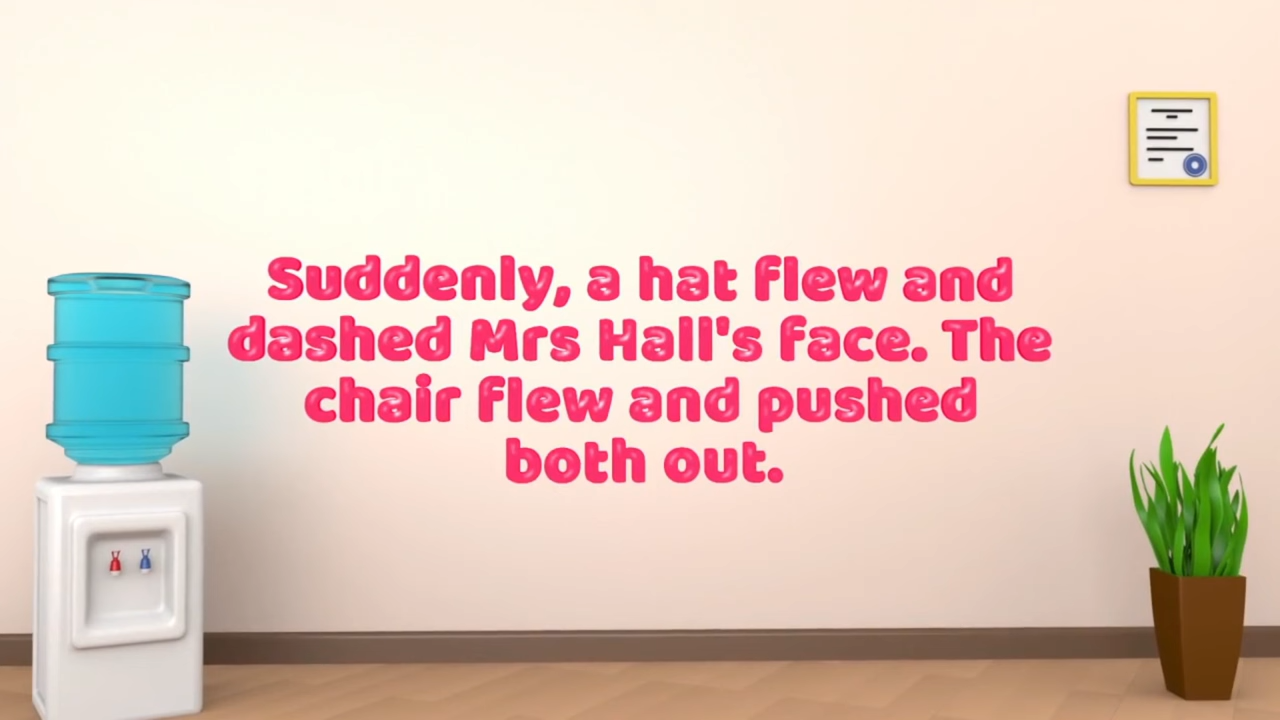 Suddenly, a hat flew and
dashed Mrs Hall's face. The
chair flew and pushed
both out.